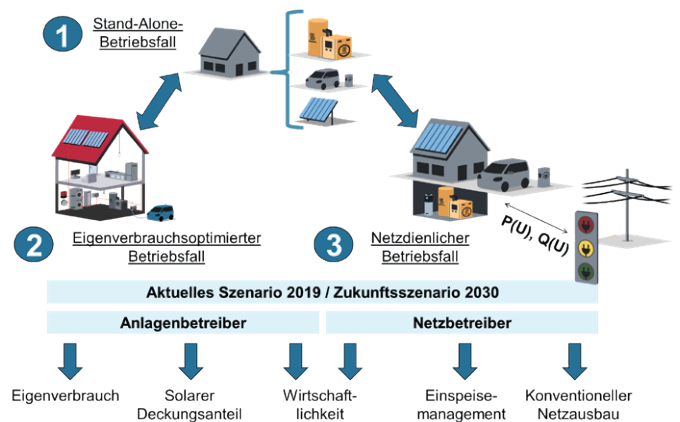 1
Stand-Alone-
Betriebsfall
2
Eigenverbrauchsoptimierter
Betriebsfall
3
Netzdienlicher
Betriebsfall
P(U), Q(U)
Aktuelles Szenario 2019 / Zukunftsszenario 2030
Anlagenbetreiber
Netzbetreiber
Eigenverbrauch
Solarer
Deckungsanteil
Wirtschaft-
lichkeit
Einspeise-
management
Konventioneller
Netzausbau